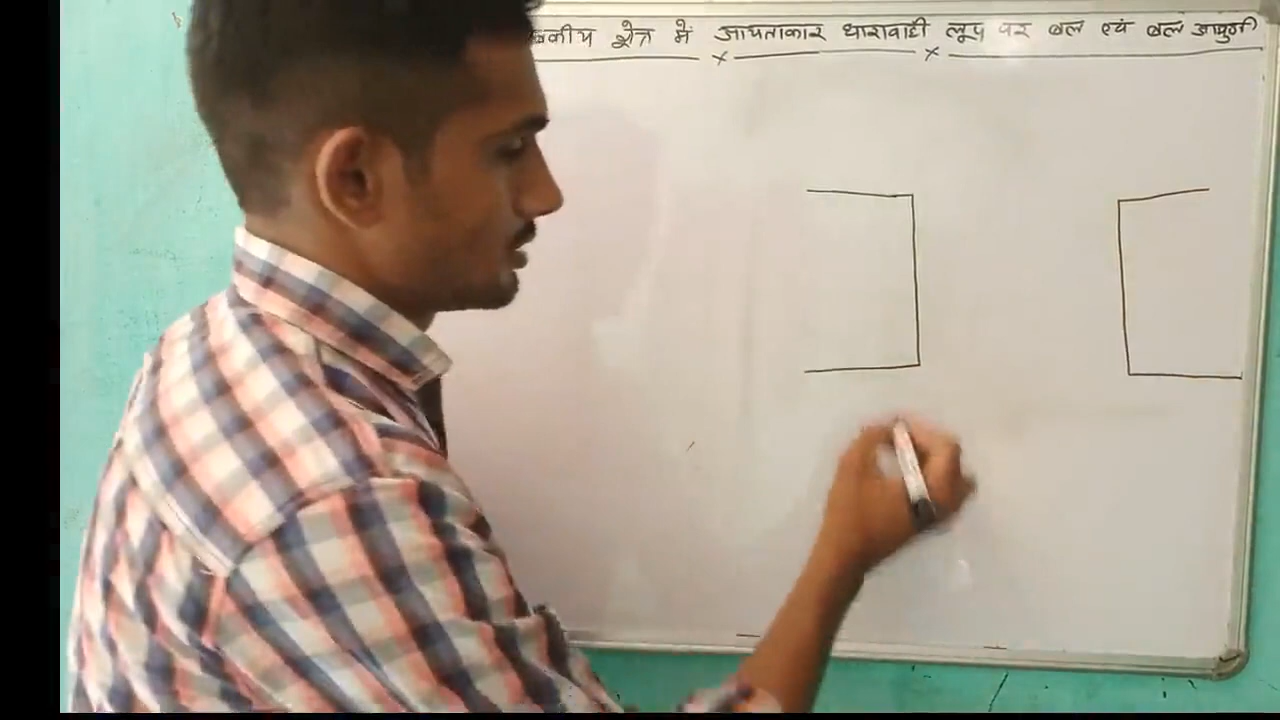 में आयताकार धारावाही लूप पर बल एवं बल आघुर्ण